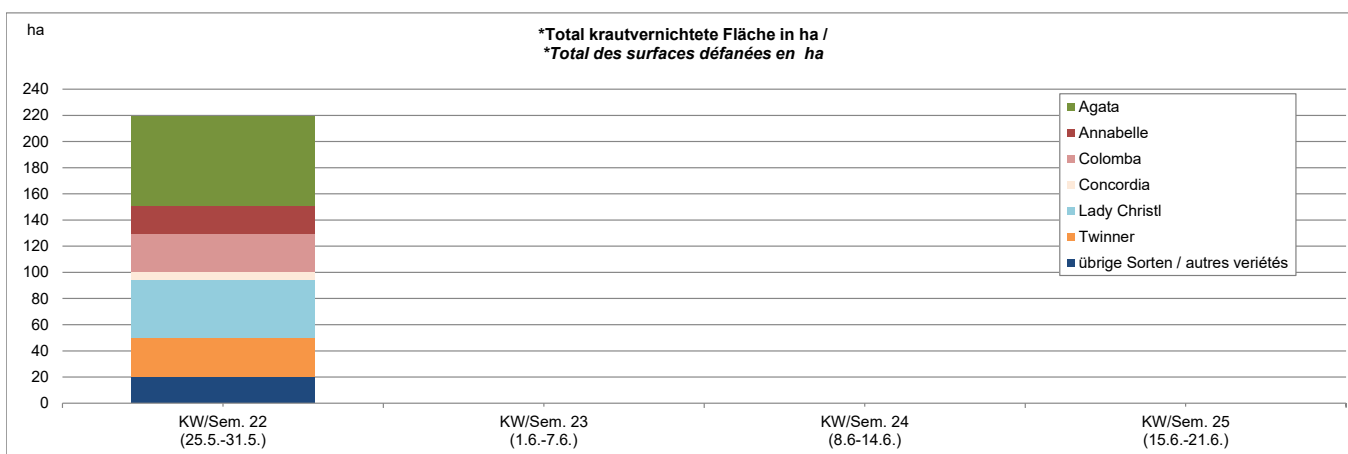 ha
*Total krautvernichtete Fläche in ha /
*Total des surfaces défanées en ha
240
220
200
180
160
140
120
100
80
60
40
20
0
Agata
Annabelle
Colomba
Concordia
Lady Christl
Twinner
übrige Sorten / autres veriétés
KW/Sem. 22
(25.5.-31.5.)
KW/Sem. 23
(1.6.-7.6.)
KW/Sem. 24
(8.6-14.6.)
KW/Sem. 25
(15.6.-21.6.)